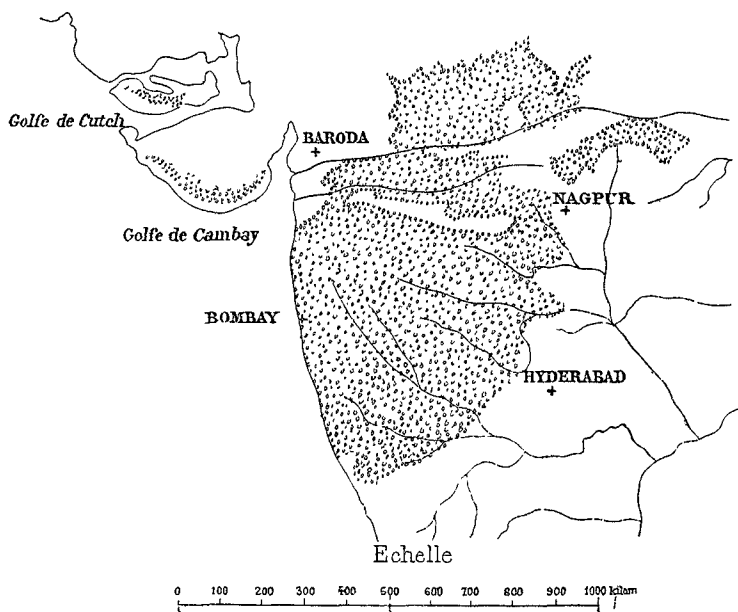 Golfe de Cutch
BARODA
NAGPUR
Golfe de Cambay
BOMBAY
HYDERABAD
Echelle
0 100 200 300 400 500 600 700 800 900 1000 kilom